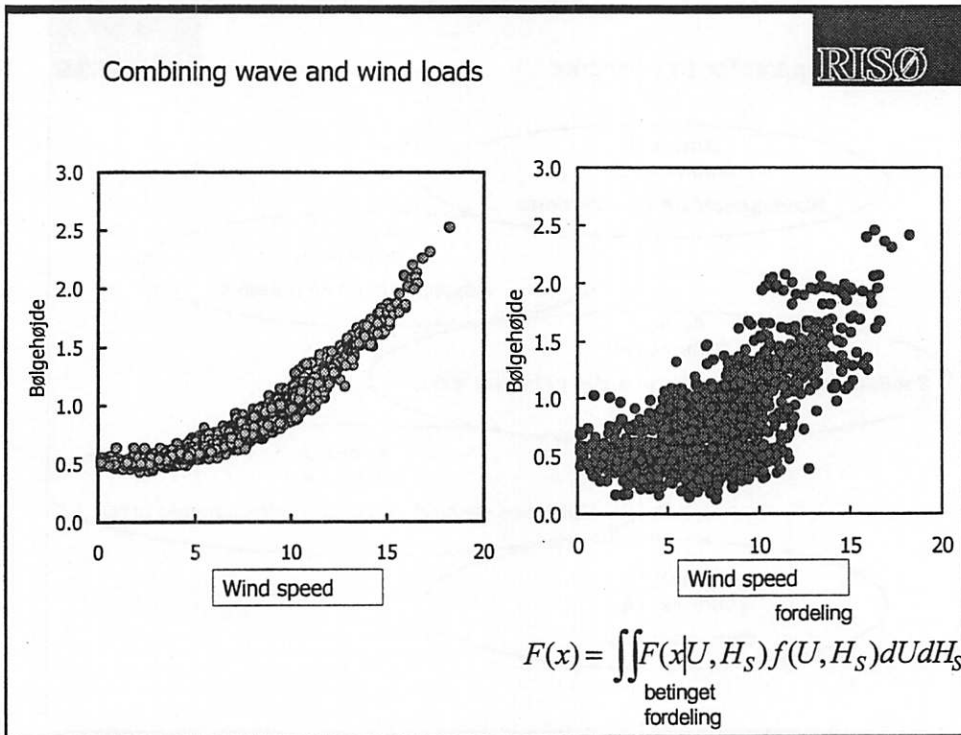 RISØ
Combining wave and wind loads
3.0
2.5
2.0
1.5
1.0
0.5
0.0
Bølgehøjde
0 5 10 15 20
Wind speed
3.0
2.5
2.0
1.5
1.0
0.5
0.0
Bølgehøjde
0 5 10 15 20
Wind speed
fordeling
F(x) = ∬F(x|U, H_S) f(U, H_S)dUdH_S
betinget
fordeling